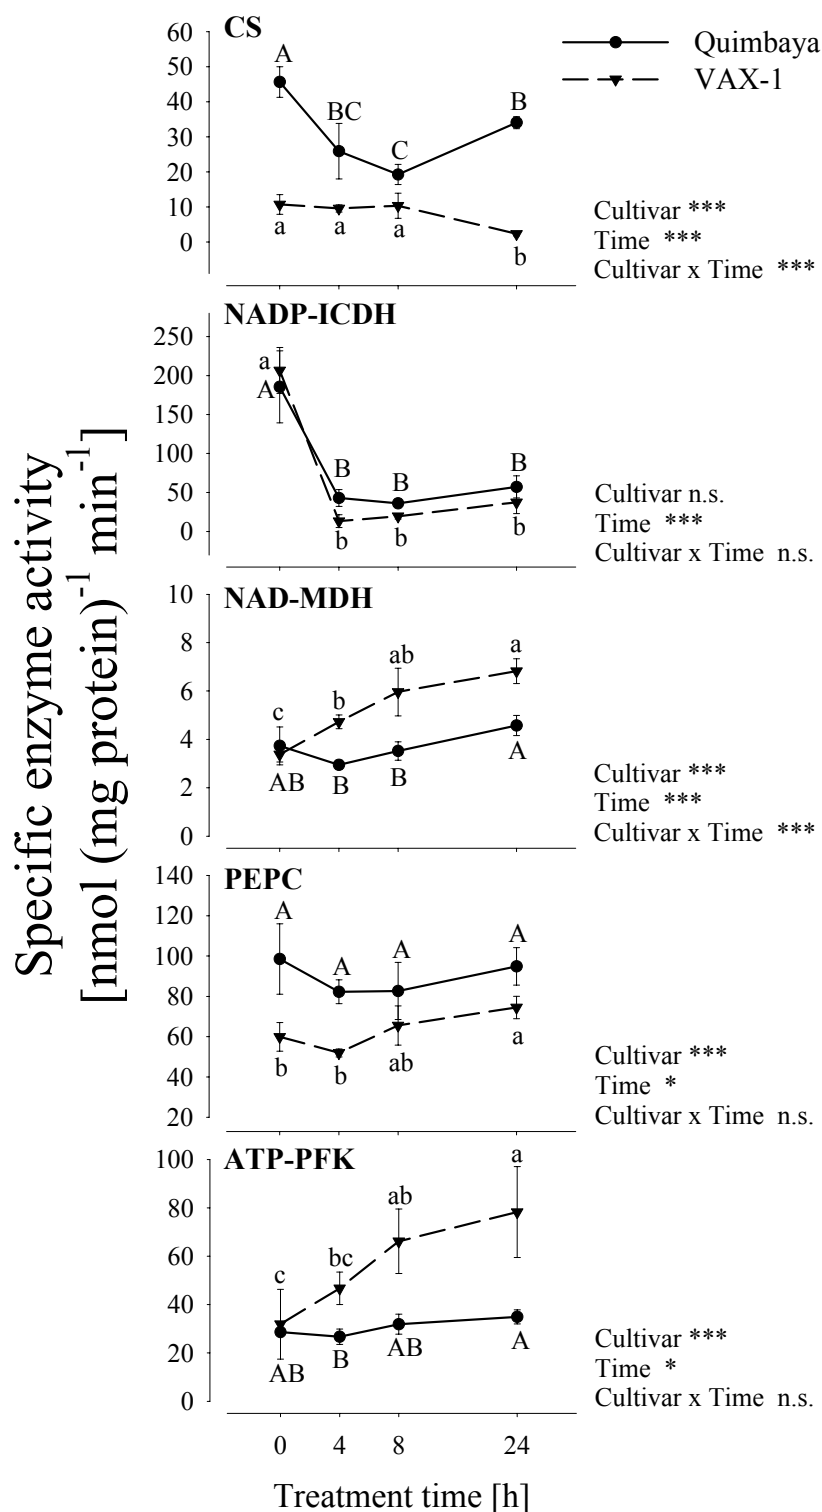 CS
Quimbaya
VAX-1
60
50
40
30
20
10
0
A
BC
C
B
a
a
a
b
Cultivar ***
Time ***
Cultivar x Time ***
NADP-ICDH
250
200
150
100
50
0
a
A
B
B
B
b
b
b
Cultivar n.s.
Time ***
Cultivar x Time n.s.
NAD-MDH
10
8
6
4
2
0
c
b
ab
a
AB
B
B
A
Cultivar ***
Time ***
Cultivar x Time ***
PEPC
140
120
100
80
60
40
20
A
A
A
A
b
b
ab
a
Cultivar ***
Time *
Cultivar x Time n.s.
ATP-PFK
100
80
60
40
20
0
c
bc
ab
a
AB
B
AB
A
Cultivar ***
Time *
Cultivar x Time n.s.
0 4 8 24
Treatment time [h]
Specific enzyme activity
[nmol (mg protein)⁻¹ min⁻¹]